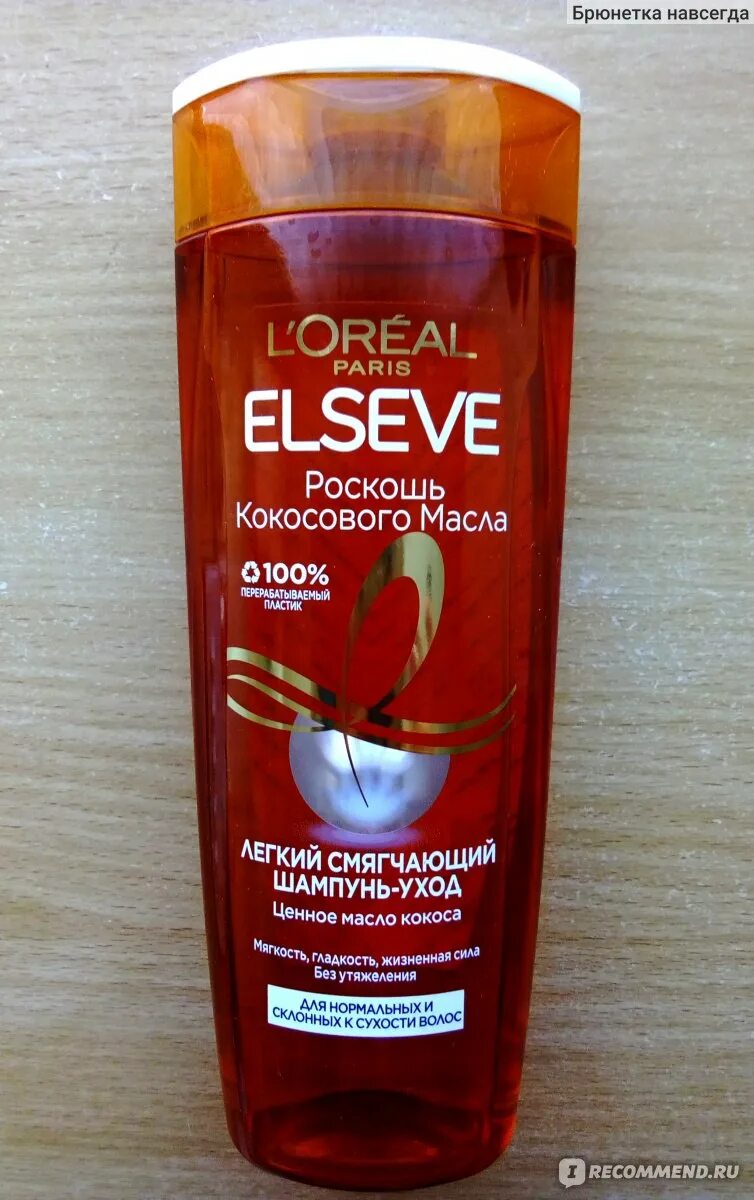 Брюнетка навсегда
L'ORÉAL
PARIS
ELSEVE
Роскошь
Кокосового Масла
100%
ПЕРЕРАБАТЫВАЕМЫЙ
ПЛАСТИК
ЛЕГКИЙ СМЯГЧАЮЩИЙ
ШАМПУНЬ-УХОД
Ценное масло кокоса
Мягкость, гладкость, жизненная сила
Без утяжеления
ДЛЯ НОРМАЛЬНЫХ И
СКЛОННЫХ К СУХОСТИ ВОЛОС
I RECOMMEND.RU